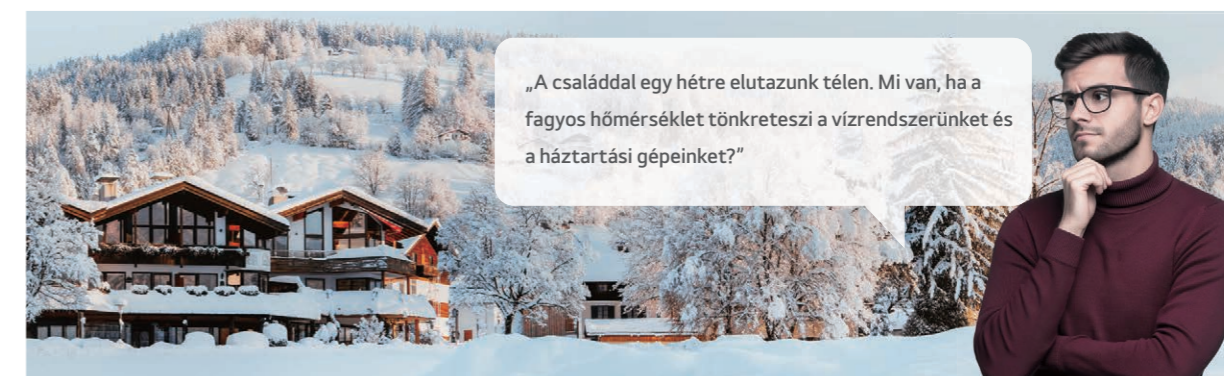 „A családdal egy hétre elutazunk télen. Mi van, ha a
fagyos hőmérséklet tönkreteszi a vízrendszerünket és
a háztartási gépeinket?”